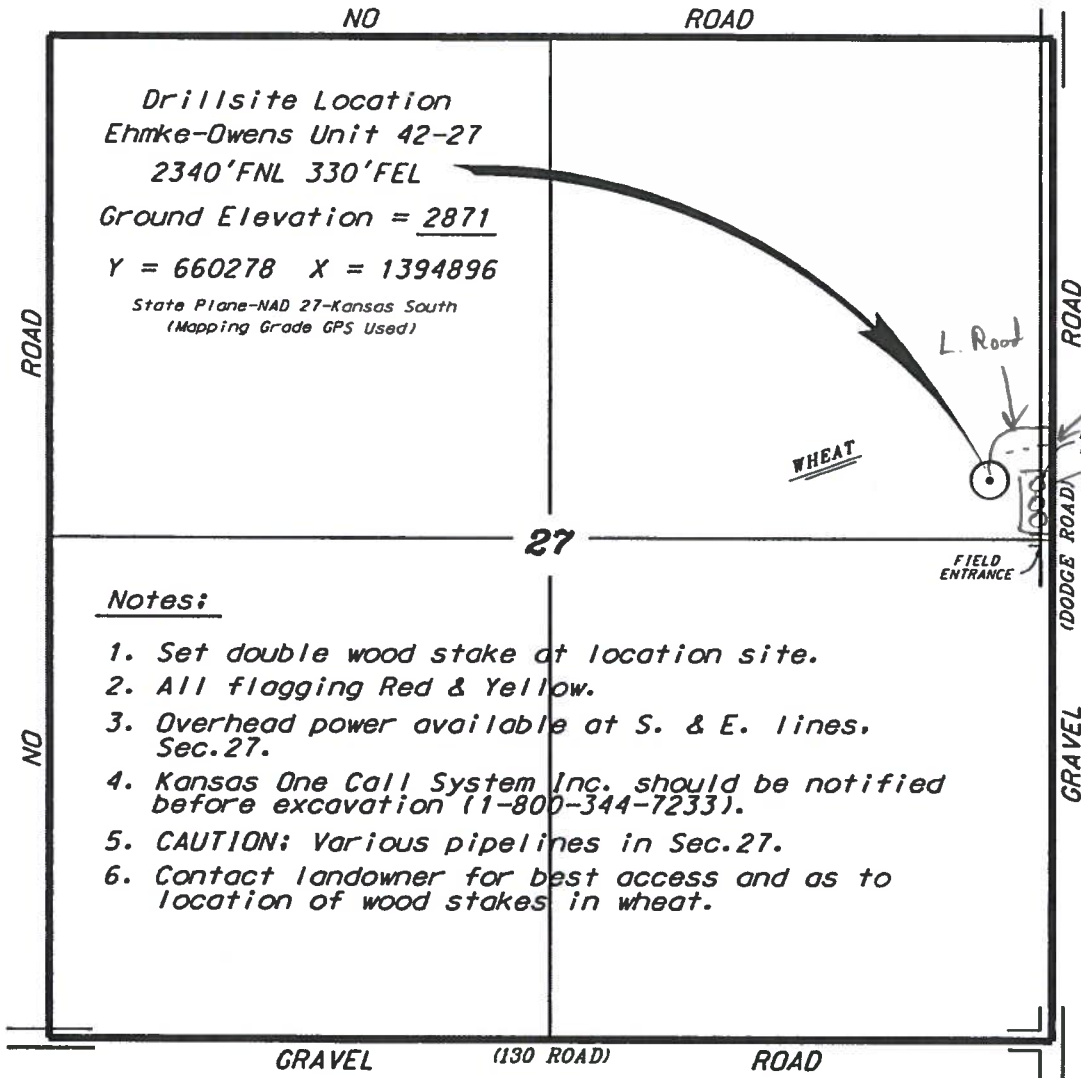 NO ROAD
Drillsite Location
Ehmke-Owens Unit 42-27
2340'FNL 330'FEL
Ground Elevation = 2871
Y = 660278 X = 1394896
State Plane-NAD 27-Kansas South
(Mapping Grade GPS Used)
NO ROAD
L. Road
WHEAT
27
FIELD
ENTRANCE
GRAVEL (DODGE ROAD) ROAD
Notes:
1. Set double wood stake at location site.
2. All flagging Red & Yellow.
3. Overhead power available at S. & E. lines,
Sec.27.
4. Kansas One Call System Inc. should be notified
before excavation (1-800-344-7233).
5. CAUTION: Various pipelines in Sec.27.
6. Contact landowner for best access and as to
location of wood stakes in wheat.
GRAVEL (130 ROAD) ROAD